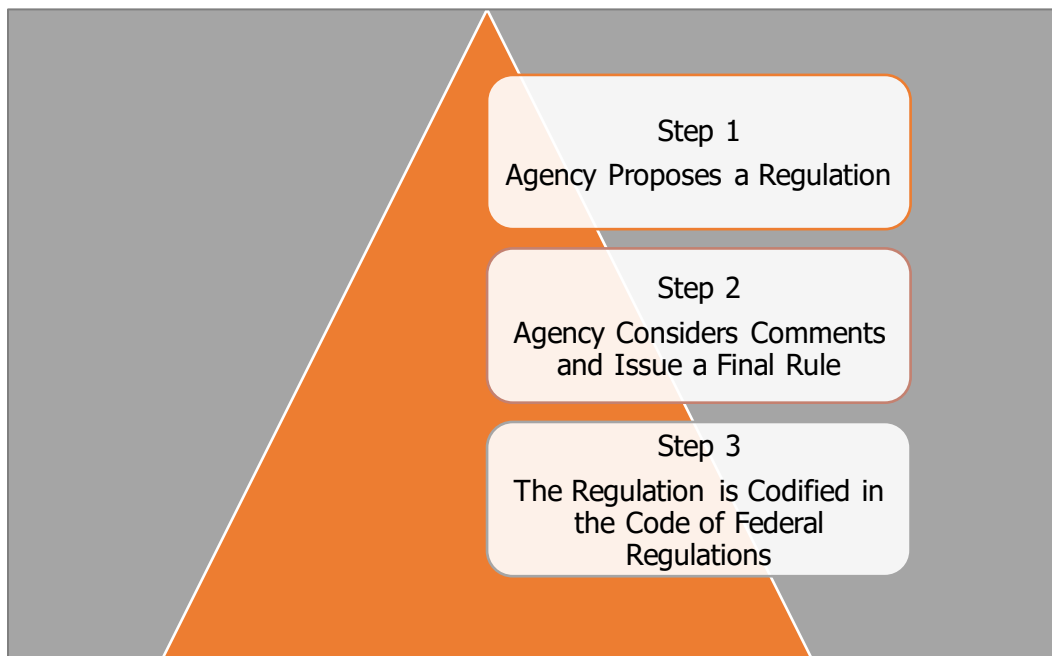 Step 1
Agency Proposes a Regulation
Step 2
Agency Considers Comments
and Issue a Final Rule
Step 3
The Regulation is Codified in
the Code of Federal
Regulations